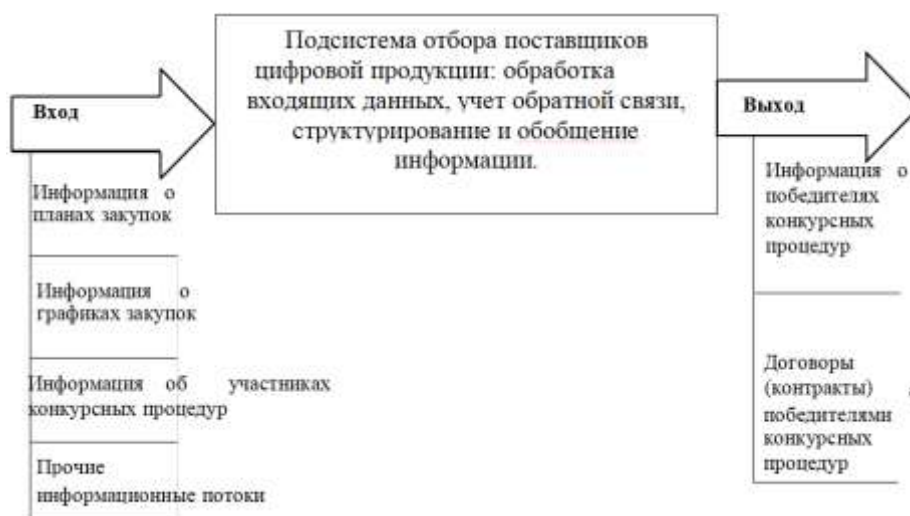 Подсистема отбора поставщиков
цифровой продукции: обработка
входящих данных, учет обратной связи,
структурирование и обобщение
информации.
Вход
Информация о
планах закупок
Информация о
графиках закупок
Информация об участниках
конкурсных процедур
Прочие
информационные потоки
Выход
Информация о
победителях
конкурсных
процедур
Договоры
(контракты)
победителями
конкурсных
процедур